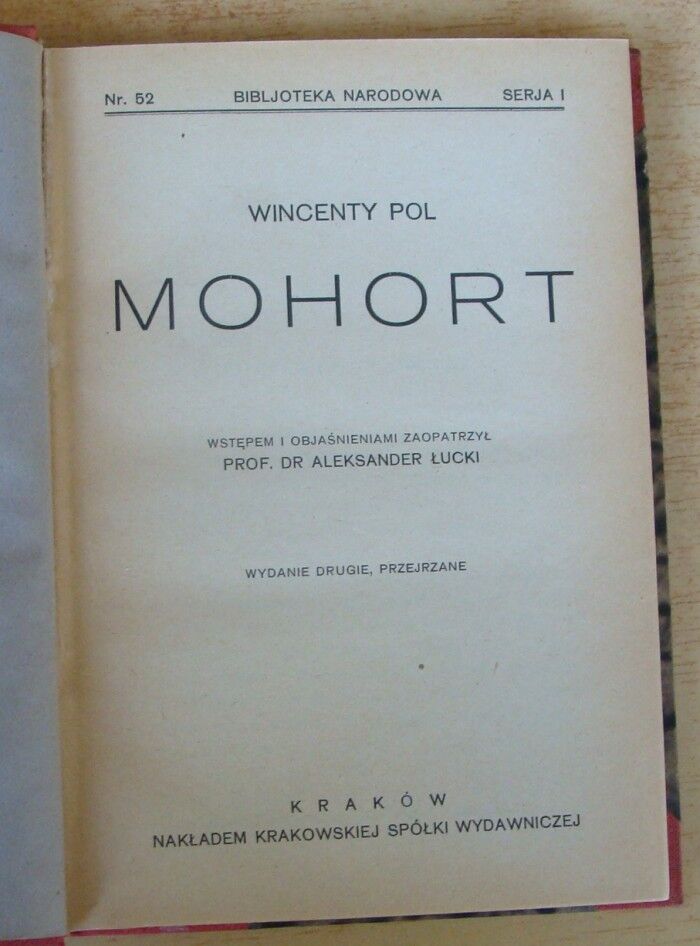 Nr. 52 BIBLJOTEKA NARODOWA SERJA I
WINCENTY POL
MOHORT
WSTĘPEM I OBJAŚNIENIAMI ZAOPATRZYŁ
PROF. DR ALEKSANDER ŁUCKI
WYDANIE DRUGIE, PRZEJRZANE
KRAKÓW
NAKŁADEM KRAKOWSKIEJ SPÓŁKI WYDAWNICZEJ